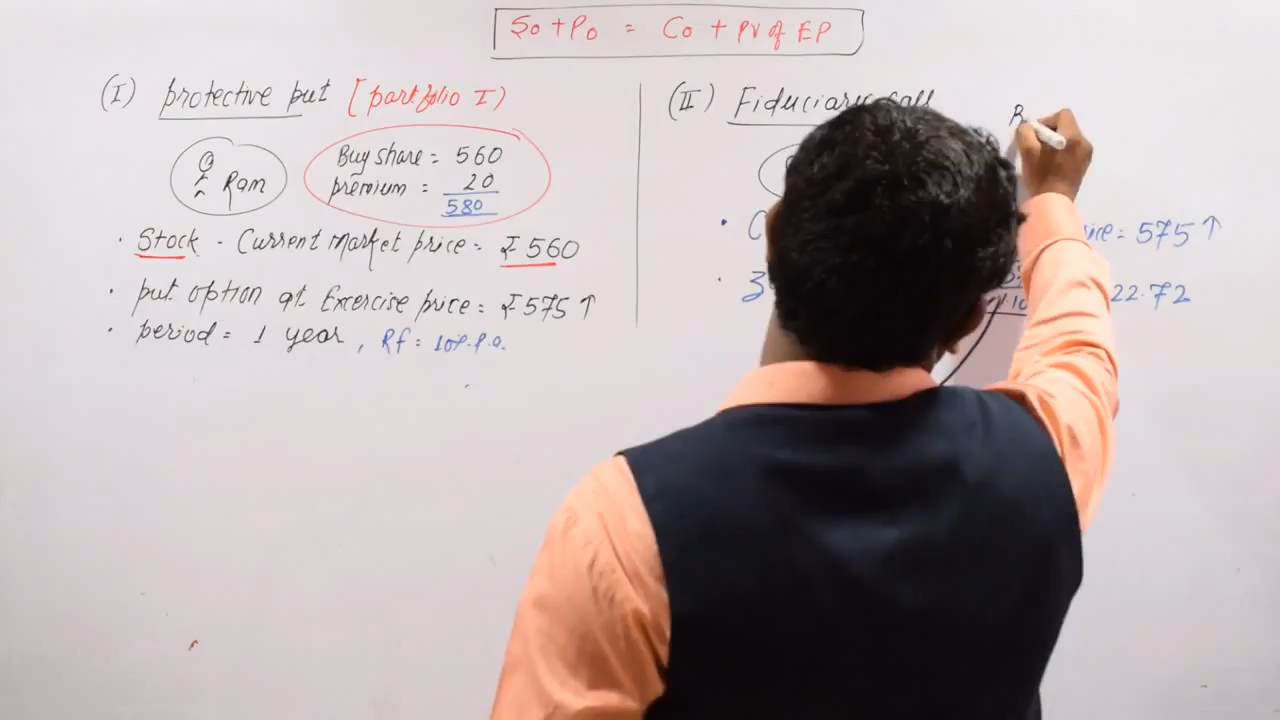 S0 + P0 = C0 + PV of EP
(I) protective put [portfolio I)
Ram
Buy share = 560
premium = 20
580
· Stock - Current Market price = ₹ 560
· put option at Exercise price = ₹ 575 ↑
· period = 1 year, Rf = 10% p.a.
(II) Fiduciary call
B
575 ↑
22.72